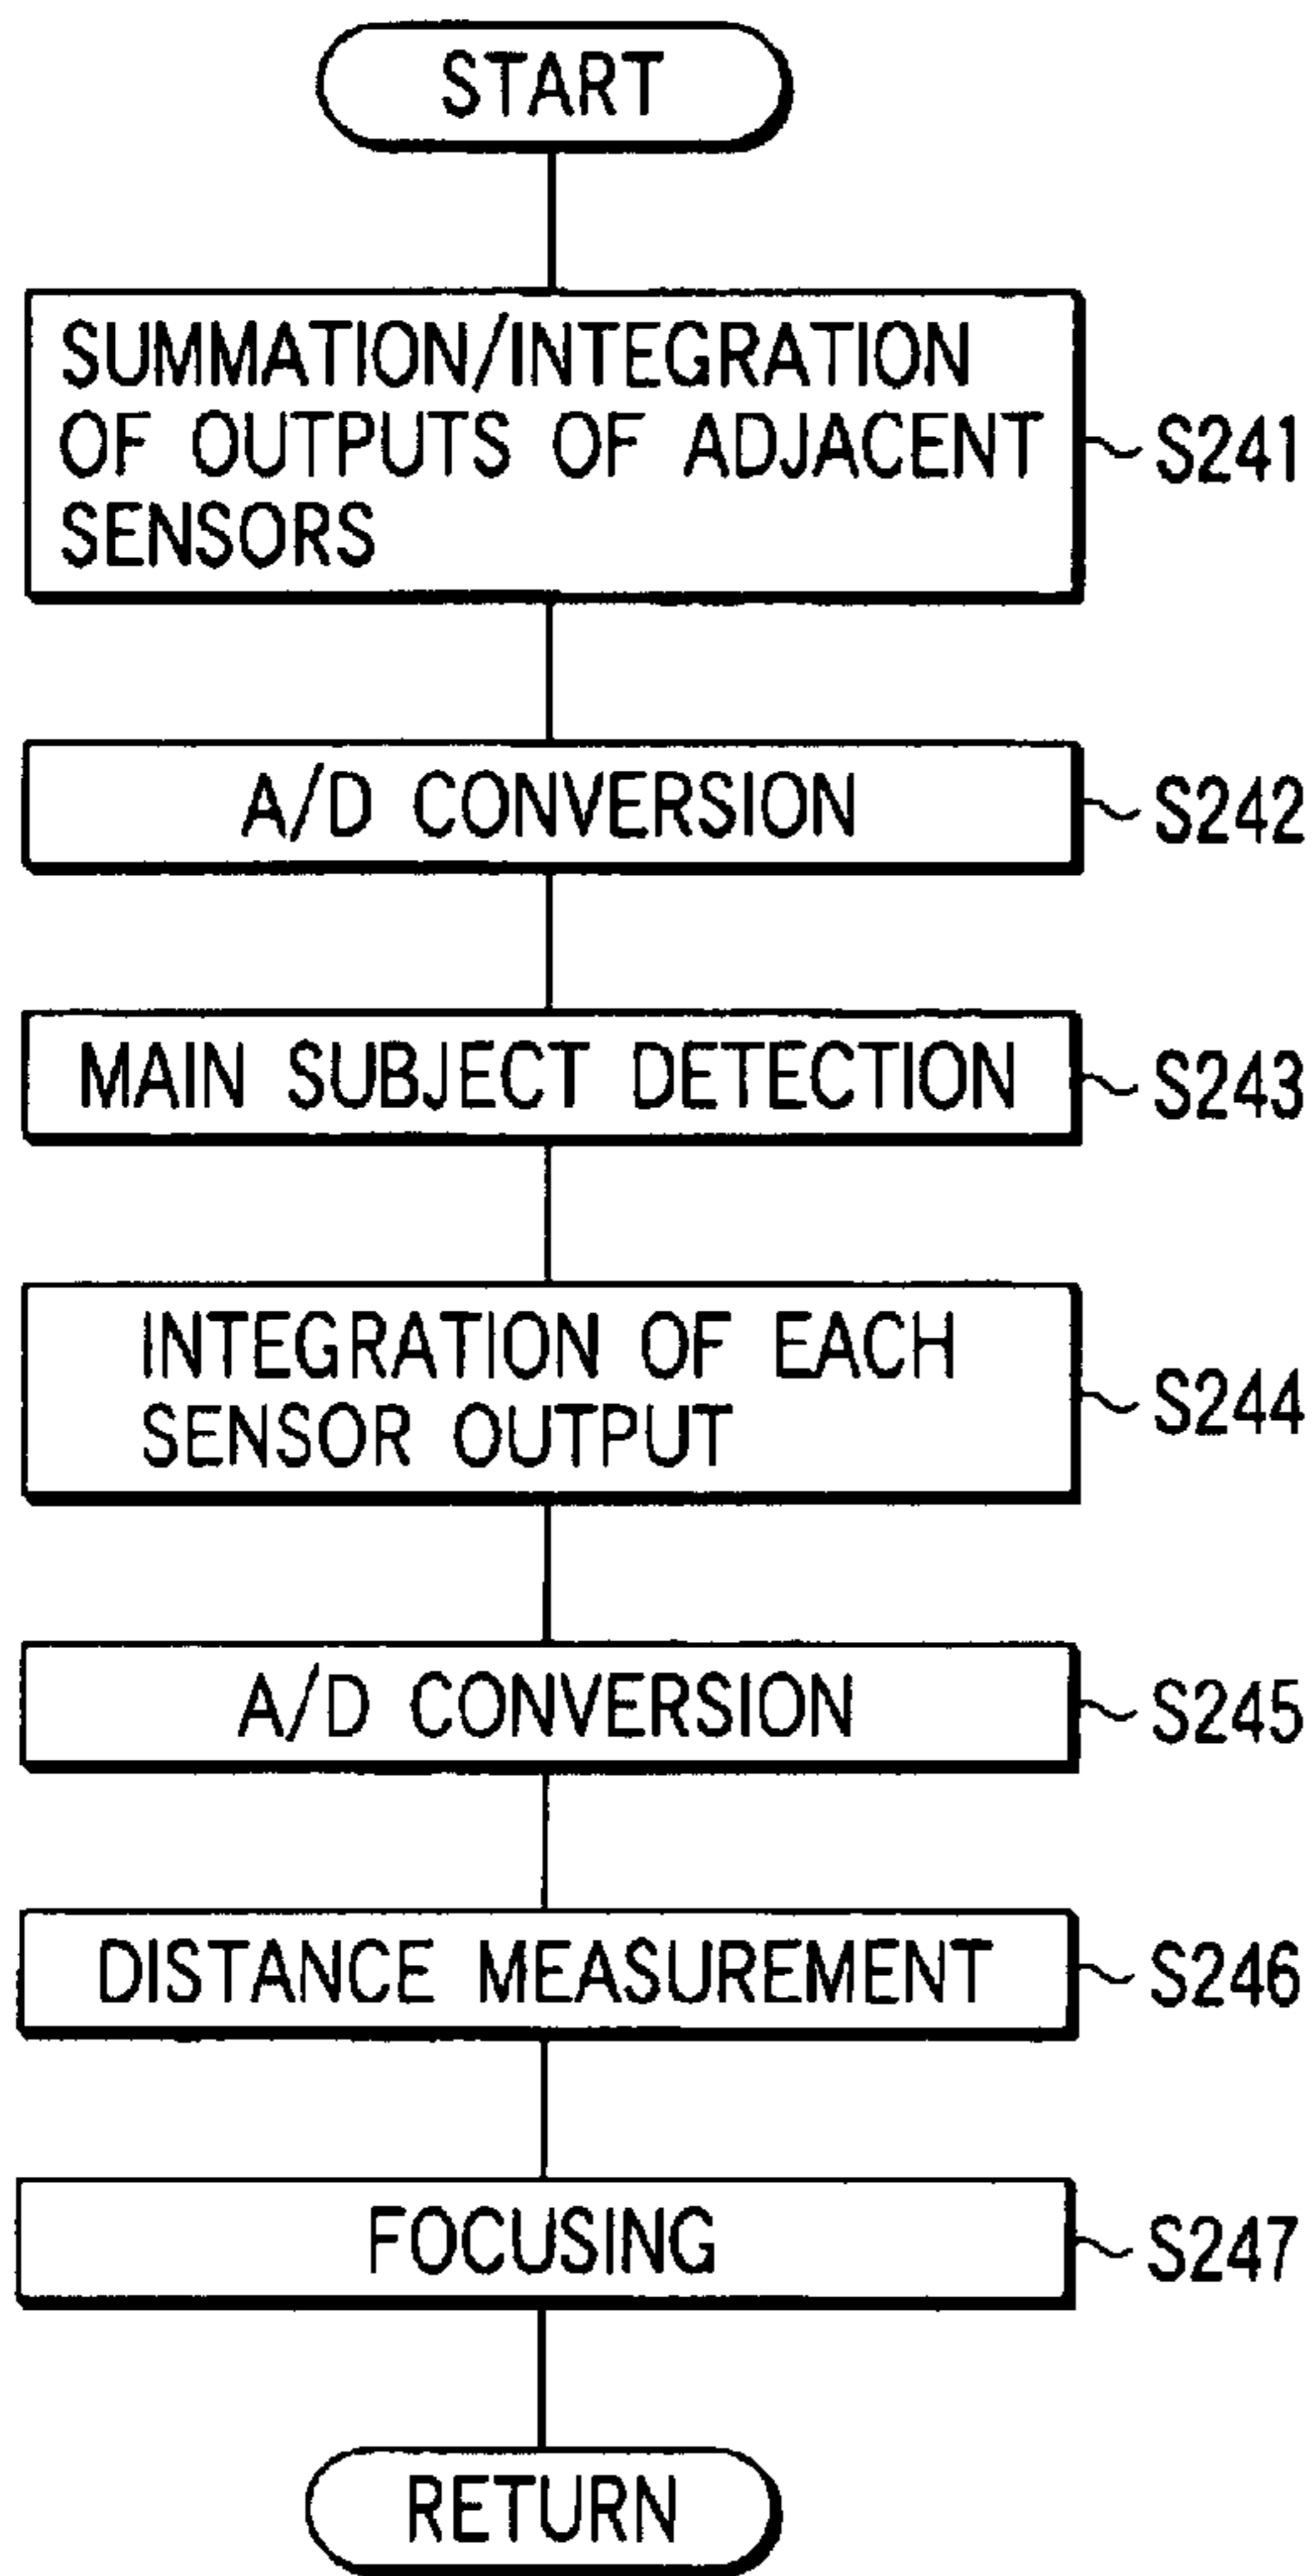 START
SUMMATION/INTEGRATION
OF OUTPUTS OF ADJACENT
SENSORS
S241
A/D CONVERSION
S242
MAIN SUBJECT DETECTION
S243
INTEGRATION OF EACH
SENSOR OUTPUT
S244
A/D CONVERSION
S245
DISTANCE MEASUREMENT
S246
FOCUSING
S247
RETURN